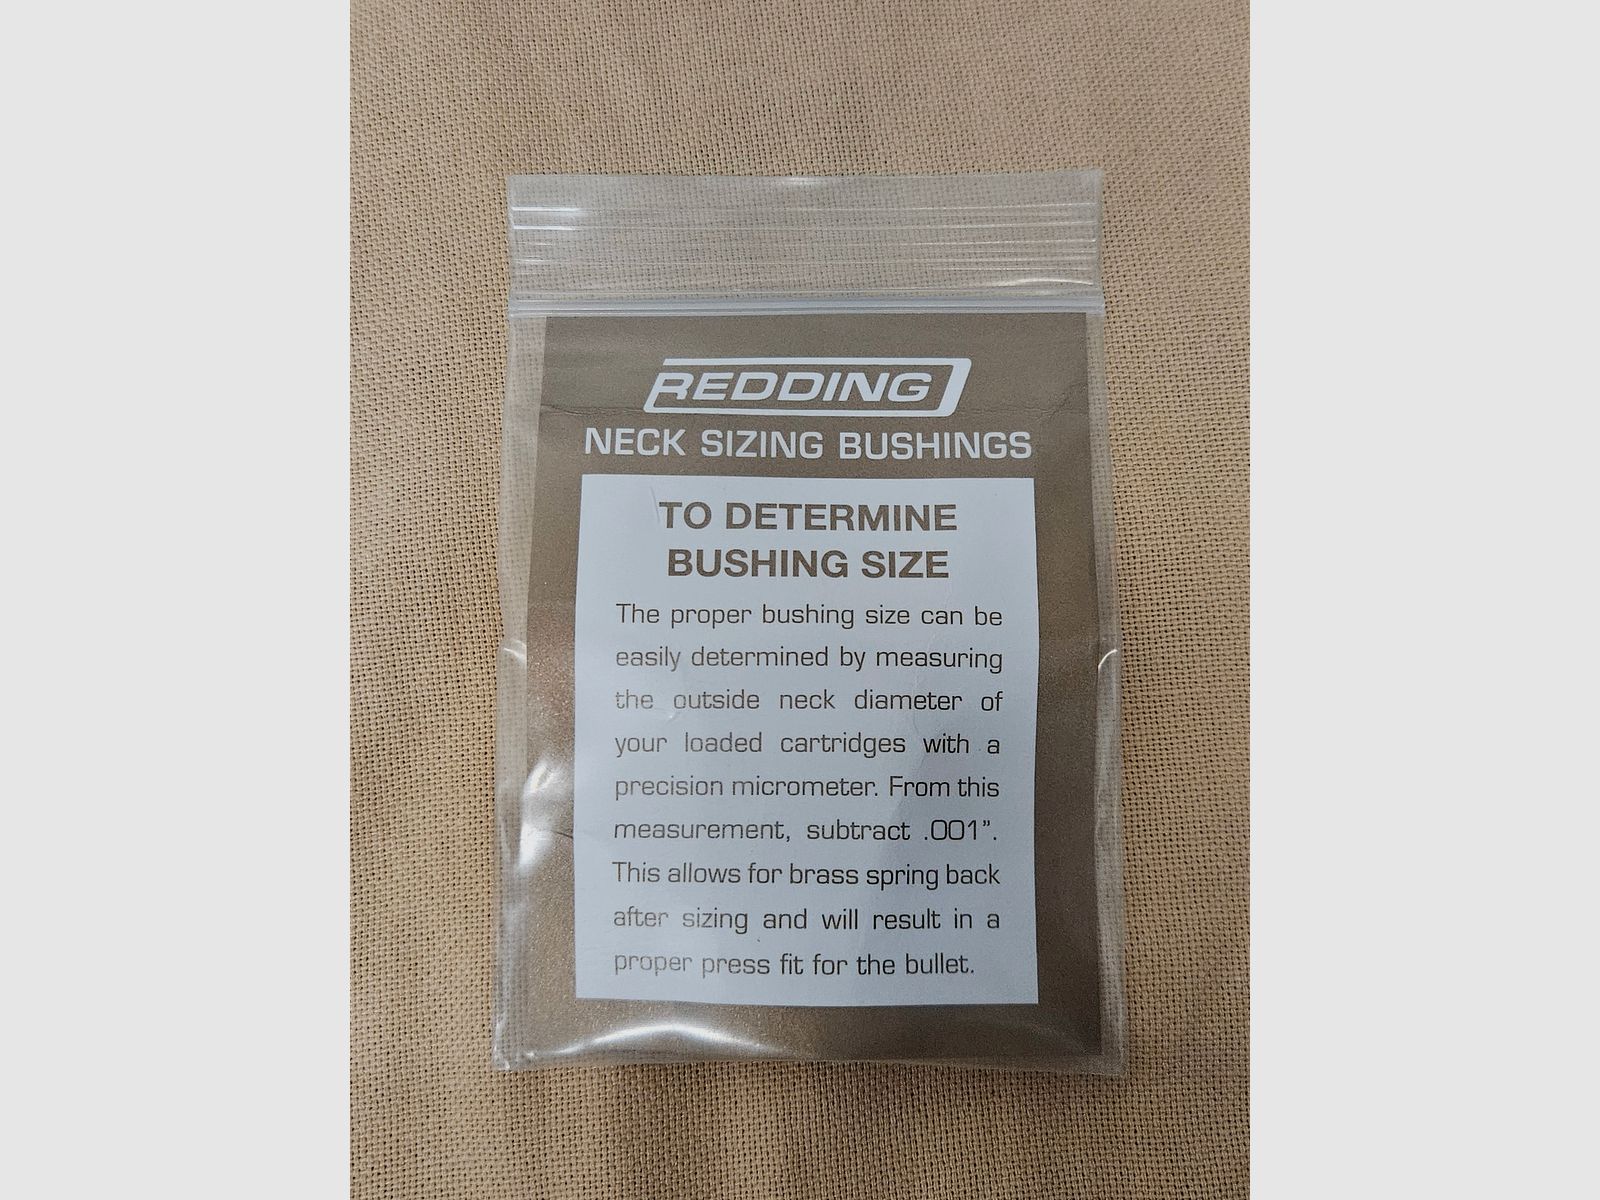 REDDING
NECK SIZING BUSHINGS
TO DETERMINE
BUSHING SIZE
The proper bushing size can be
easily determined by measuring
the outside neck diameter of
your loaded cartridges with a
precision micrometer. From this
measurement, subtract .001”.
This allows for brass spring back
after sizing and will result in a
proper press fit for the bullet.